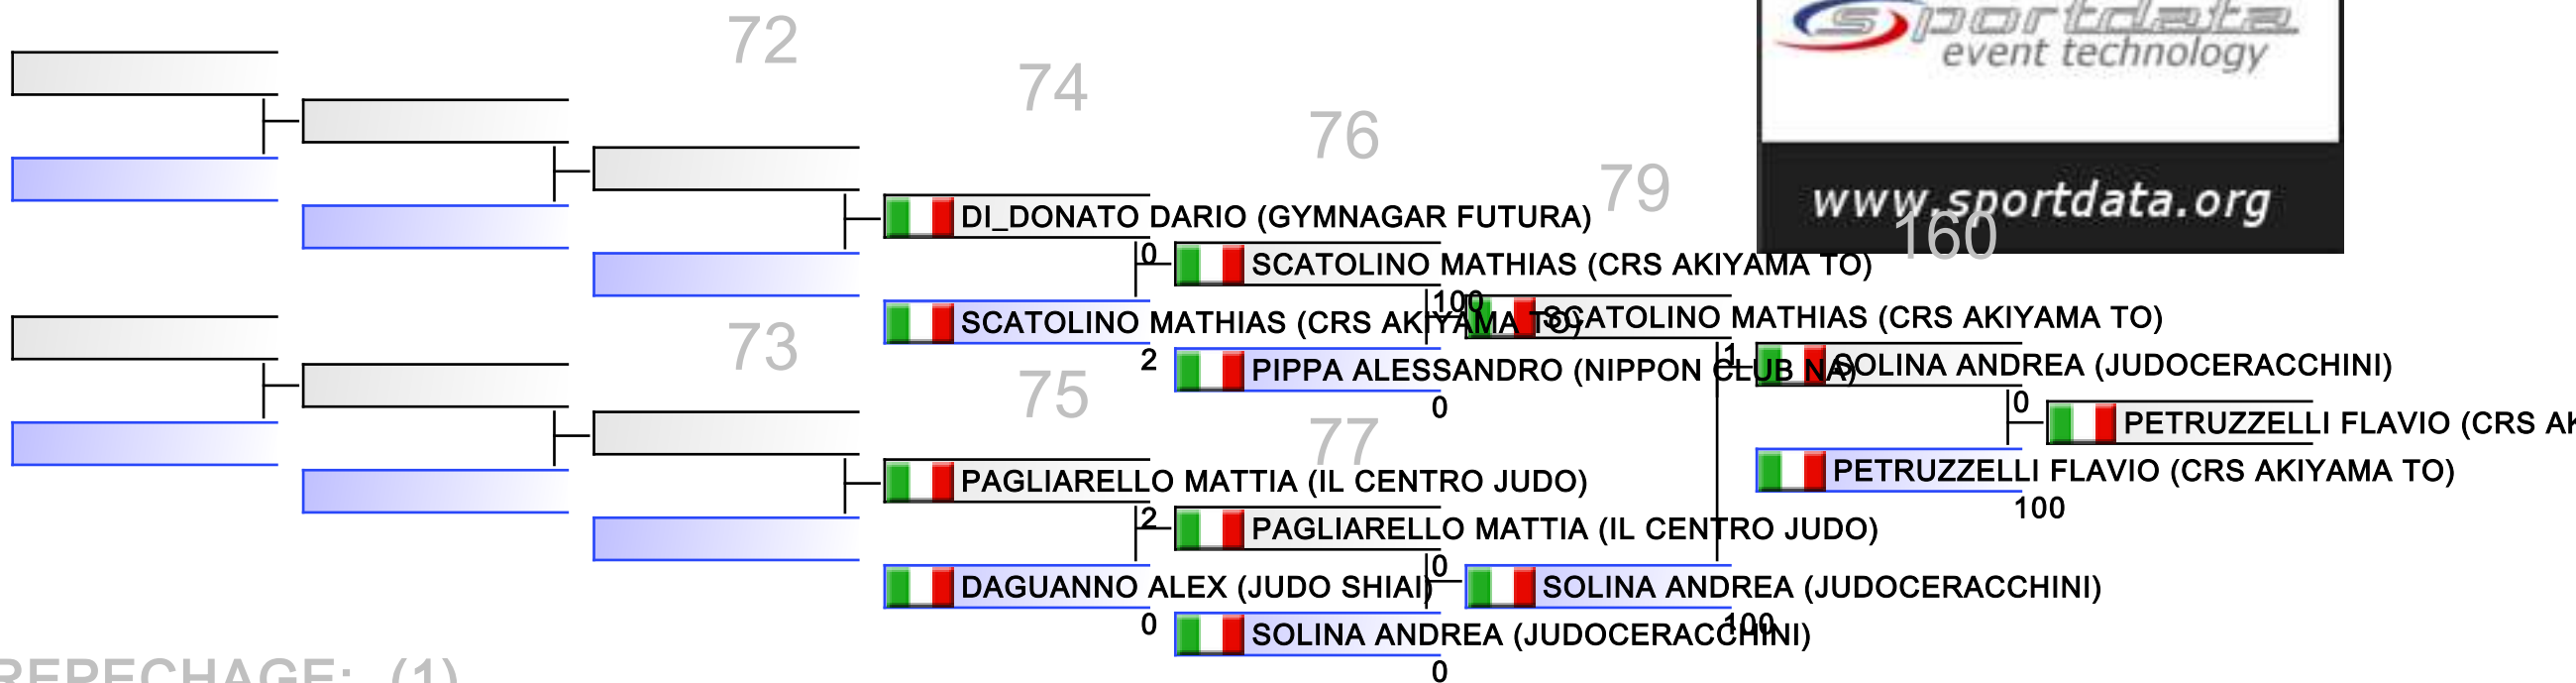 sportdata
event technology
www.sportdata.org
72
74
76
79
160
DI_DONATO DARIO (GYMNAGAR FUTURA)
0
SCATOLINO MATHIAS (CRS AKIYAMA TO)
100
SCATOLINO MATHIAS (CRS AKIYAMA TO)
SCATOLINO MATHIAS (CRS AKIYAMA TO)
2
1
PIPPA ALESSANDRO (NIPPON CLUB NA)
0
SOLINA ANDREA (JUDOCERACCHINI)
0
PETRUZZELLI FLAVIO (CRS AK
PETRUZZELLI FLAVIO (CRS AKIYAMA TO)
100
73
75
77
PAGLIARELLO MATTIA (IL CENTRO JUDO)
2
PAGLIARELLO MATTIA (IL CENTRO JUDO)
0
DAGUANNO ALEX (JUDO SHIAI)
0
SOLINA ANDREA (JUDOCERACCHINI)
100
SOLINA ANDREA (JUDOCERACCHINI)
0
REPECHAGE: (1)